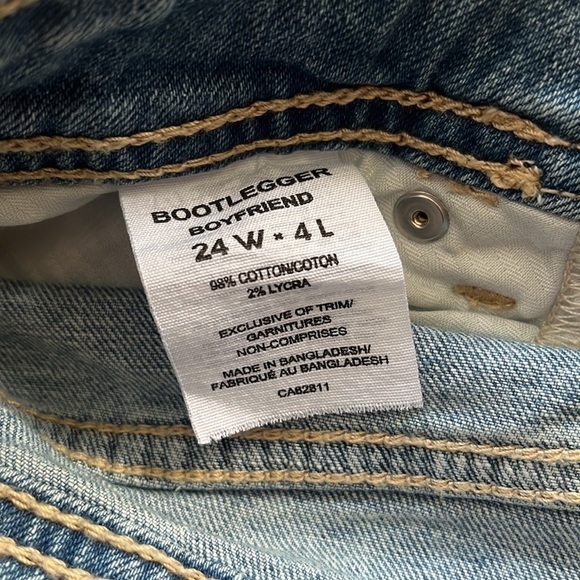 BOOTLEGGER
BOYFRIEND
24 W × 4 L
98% COTTON/COTON
2% LYCRA
EXCLUSIVE OF TRIM/
GARNITURES
NON-COMPRISES
MADE IN BANGLADESH/
FABRIQUÉ AU BANGLADESH
CA62811